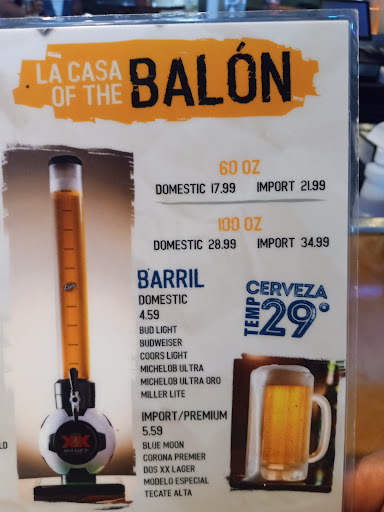 LA CASA
OF THE
BALÓN
60 OZ
DOMESTIC 17.99 IMPORT 21.99
100 OZ
DOMESTIC 28.99 IMPORT 34.99
BARRIL
DOMESTIC
4.59
BUD LIGHT
BUDWEISER
COORS LIGHT
MICHELOB ULTRA
MICHELOB ULTRA ORO
MILLER LITE
IMPORT/PREMIUM
5.59
BLUE MOON
CORONA PREMIER
DOS XX LAGER
MODELO ESPECIAL
TECATE ALTA
CERVEZA
TEMP 29°
XX
LD